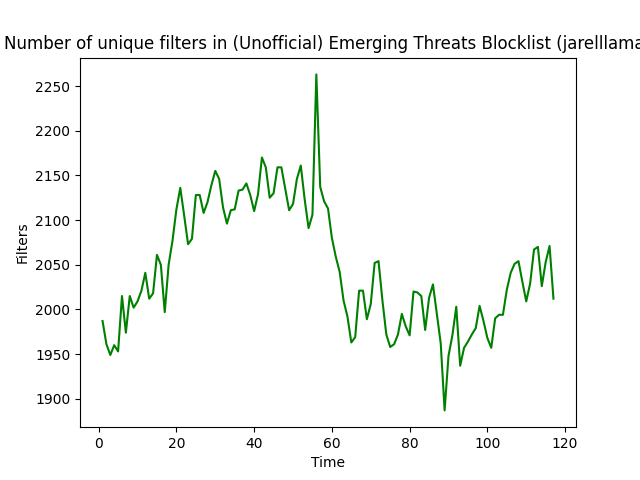 Number of unique filters in (Unofficial) Emerging Threats Blocklist (jarelllama
2250
2200
2150
2100
2050
2000
1950
1900
Filters
0 20 40 60 80 100 120
Time